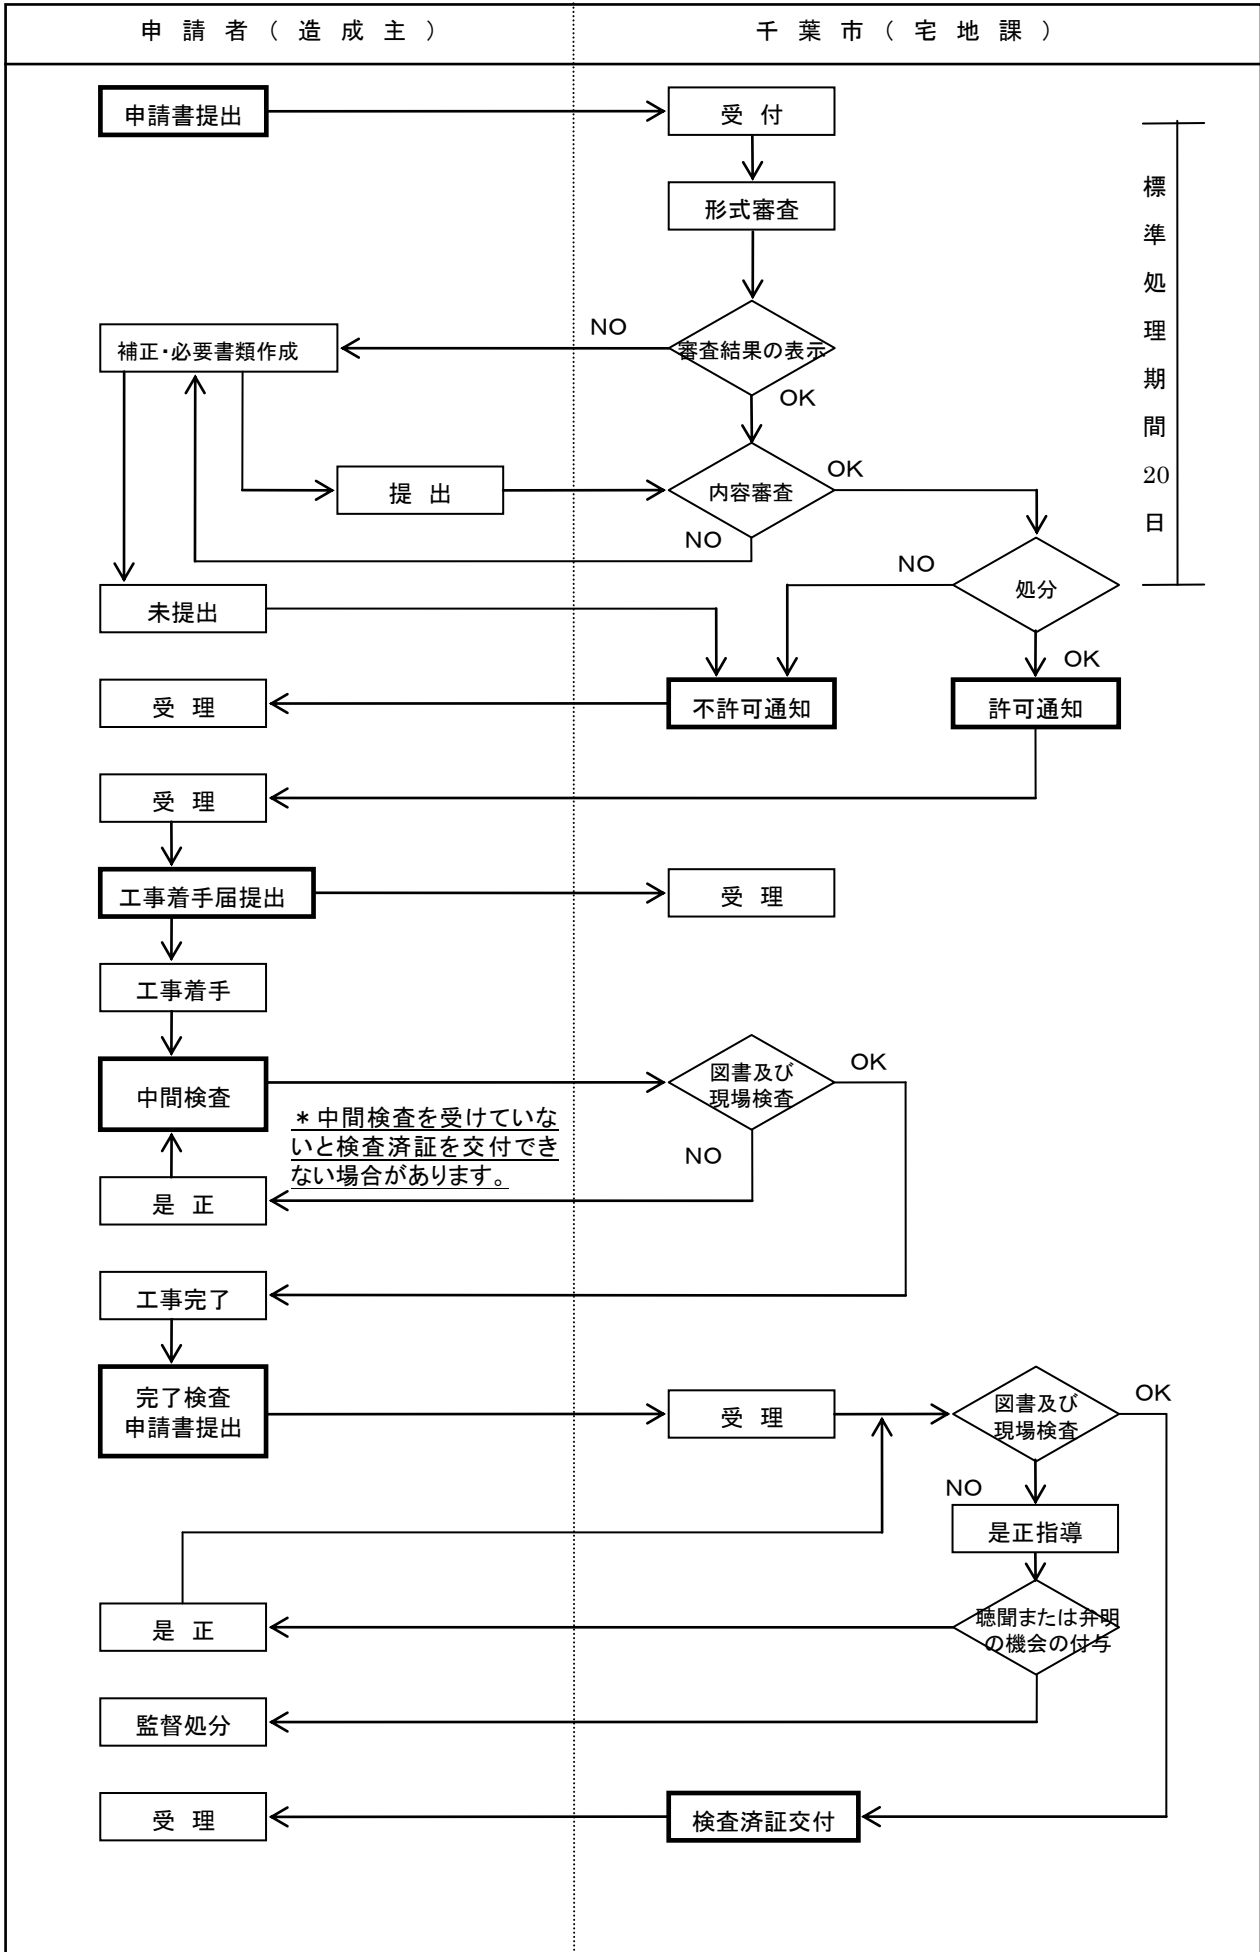 申請者(造成主)
千葉市(宅地課)
申請書提出
受付
形式審査
標準処理期間20日
NO
審査結果の表示
補正・必要書類作成
OK
提出
内容審査
OK
NO
NO
処分
未提出
OK
受理
不許可通知
許可通知
受理
工事着手届提出
受理
工事着手
中間検査
図書及び
現場検査
OK
*中間検査を受けていな
いと検査済証を交付でき
ない場合があります。
NO
是正
工事完了
完了検査
申請書提出
受理
図書及び
現場検査
OK
NO
是正指導
是正
聴聞または弁明
の機会の付与
監督処分
受理
検査済証交付